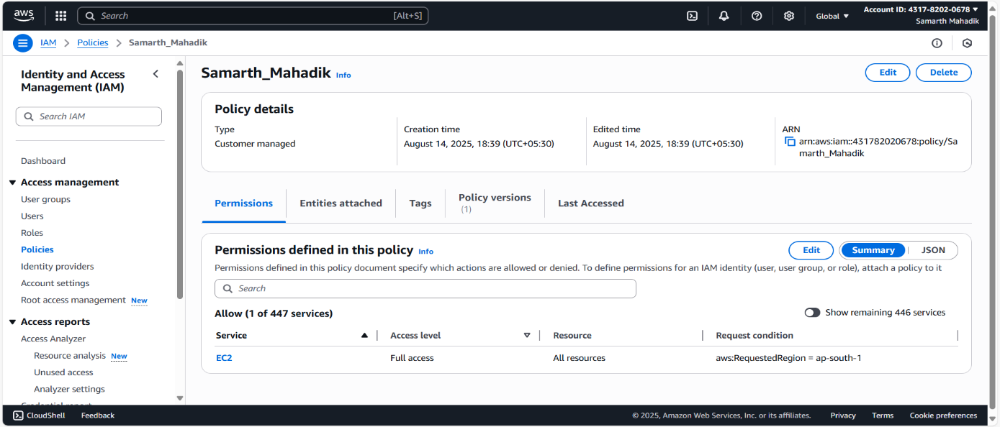 aws
Search [Alt+S]
Global
Account ID: 4317-8202-0678
Samarth Mahadik
IAM
Policies
Samarth_Mahadik
Identity and Access
Management (IAM)
Search IAM
Dashboard
Access management
User groups
Users
Roles
Policies
Identity providers
Account settings
Root access management New
Access reports
Access Analyzer
Resource analysis New
Unused access
Analyzer settings
Samarth_Mahadik Info
Edit
Delete
Policy details
Type
Customer managed
Creation time
August 14, 2025, 18:39 (UTC+05:30)
Edited time
August 14, 2025, 18:39 (UTC+05:30)
ARN
arn:aws:iam::431782020678:policy/Sa
marth_Mahadik
Permissions
Entities attached
Tags
Policy versions
(1)
Last Accessed
Permissions defined in this policy Info
Edit
Summary
JSON
Permissions defined in this policy document specify which actions are allowed or denied. To define permissions for an IAM identity (user, user group, or role), attach a policy to it
Search
Allow (1 of 447 services)
Show remaining 446 services
Service Access level Resource Request condition
EC2 Full access All resources aws:RequestedRegion = ap-south-1
CloudShell Feedback © 2025, Amazon Web Services, Inc. or its affiliates. Privacy Terms Cookie preferences